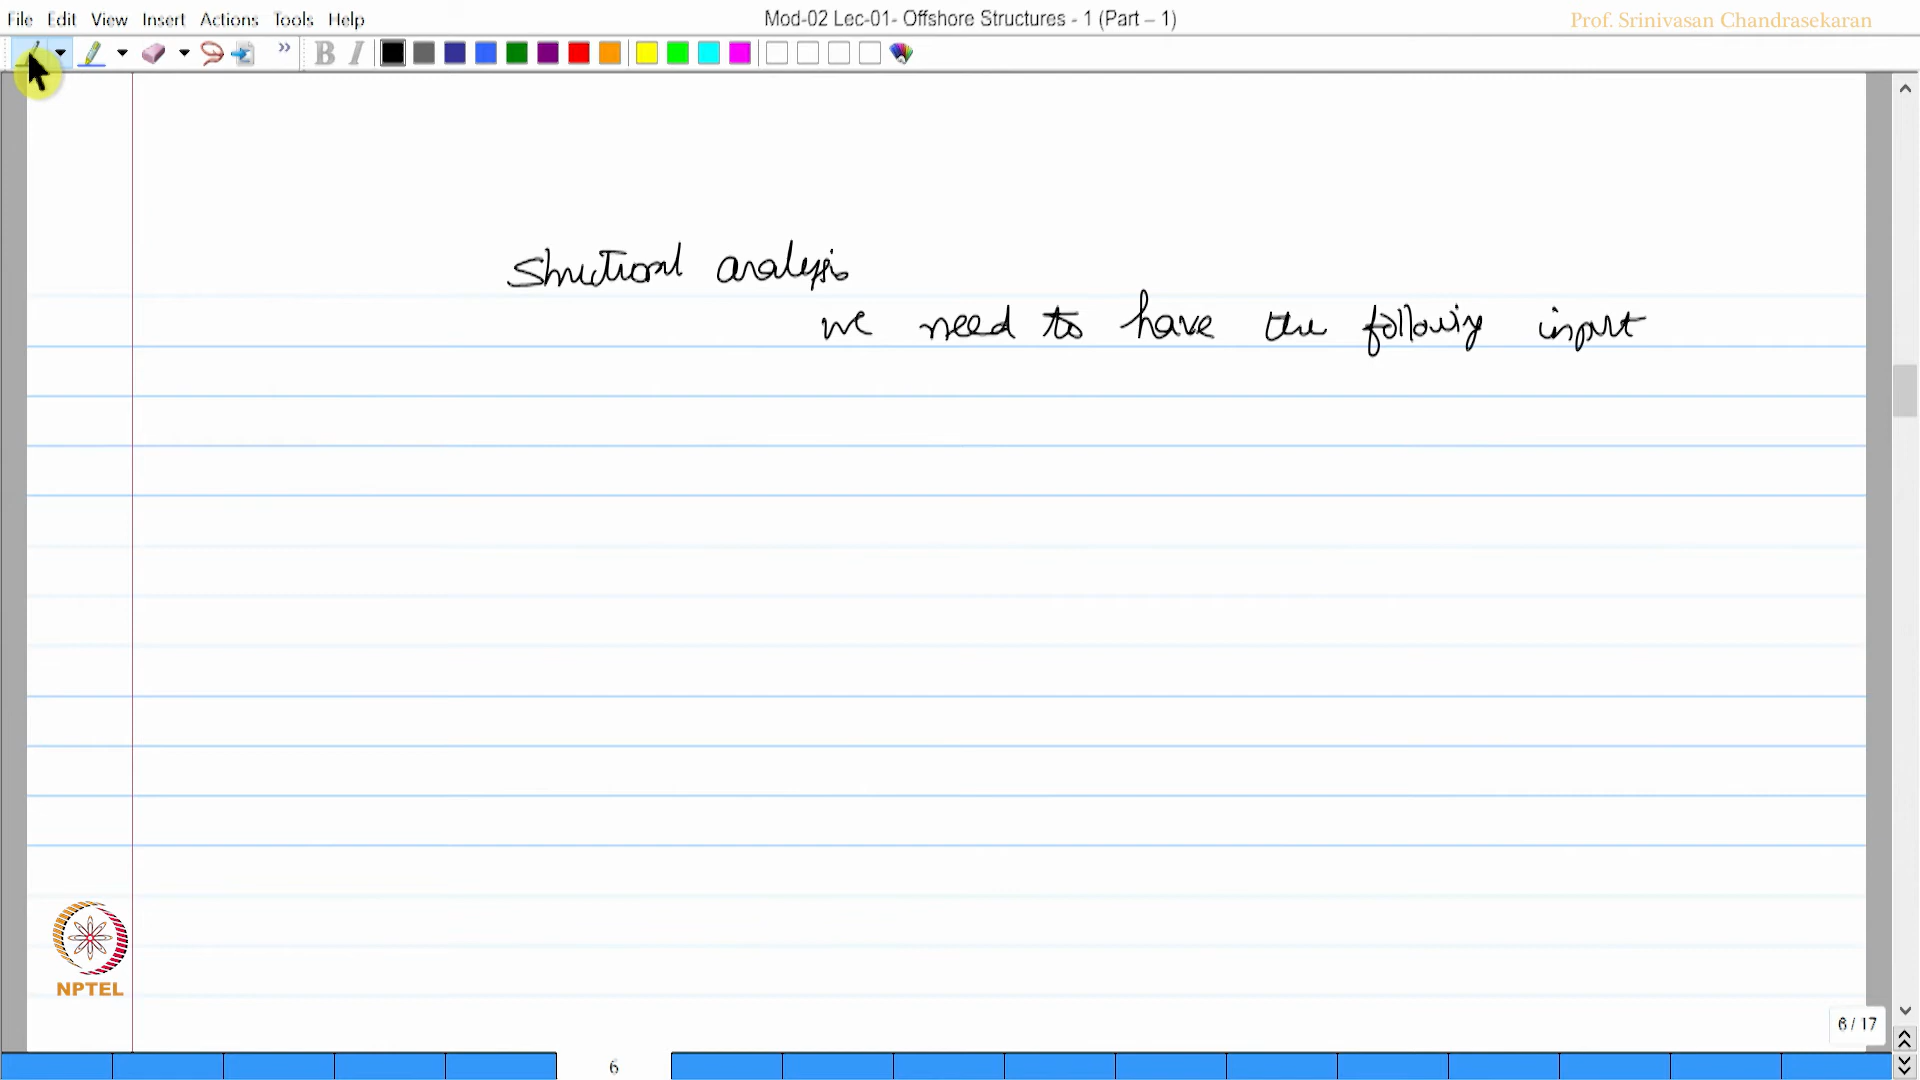 File Edit View Insert Actions Tools Help
Mod-02 Lec-01- Offshore Structures - 1 (Part – 1)
Prof. Srinivasan Chandrasekaran
B I
Structural analysis
we need to have the following input
NPTEL
6 / 17
6